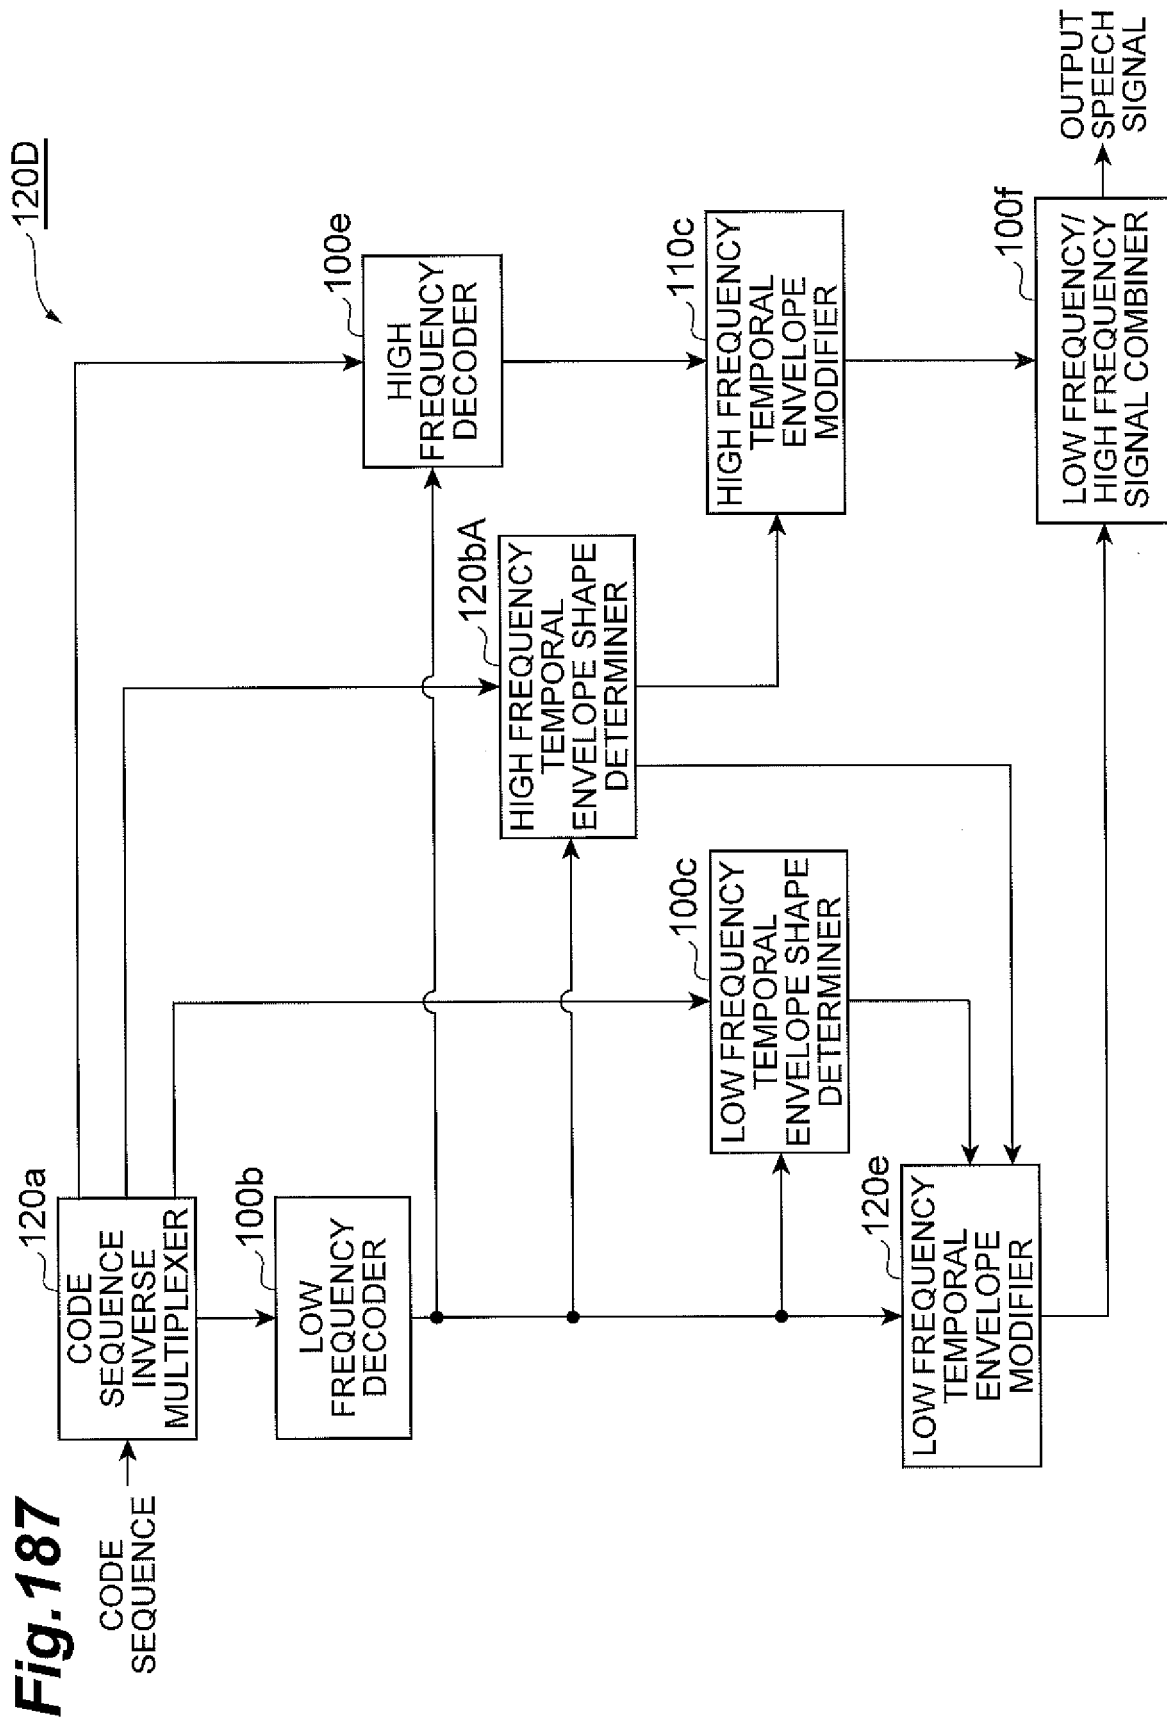 Fig.187
120D
CODE
SEQUENCE
120a
CODE
SEQUENCE
INVERSE
MULTIPLEXER
100b
LOW
FREQUENCY
DECODER
100e
HIGH
FREQUENCY
DECODER
120bA
HIGH FREQUENCY
TEMPORAL
ENVELOPE SHAPE
DETERMINER
100c
LOW FREQUENCY
TEMPORAL
ENVELOPE SHAPE
DETERMINER
110c
HIGH FREQUENCY
TEMPORAL
ENVELOPE
MODIFIER
120e
LOW FREQUENCY
TEMPORAL
ENVELOPE
MODIFIER
100f
LOW FREQUENCY/
HIGH FREQUENCY
SIGNAL COMBINER
OUTPUT
SPEECH
SIGNAL